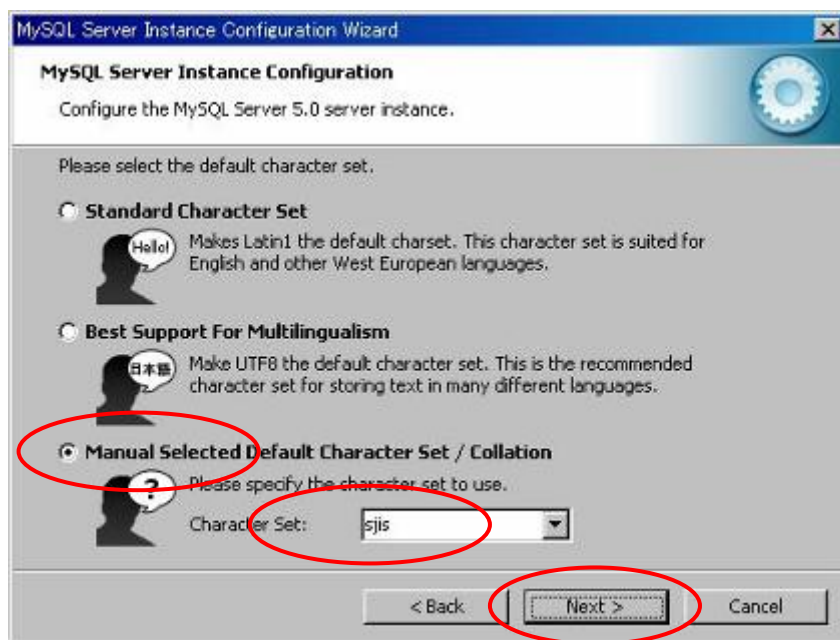 MySQL Server Instance Configuration Wizard
MySQL Server Instance Configuration
Configure the MySQL Server 5.0 server instance.
Please select the default character set.
Standard Character Set
Hello!
Makes Latin1 the default charset. This character set is suited for
English and other West European languages.
Best Support For Multilingualism
日本語
Make UTF8 the default character set. This is the recommended
character set for storing text in many different languages.
Manual Selected Default Character Set / Collation
?
Please specify the character set to use.
Character Set: sjis
< Back Next > Cancel